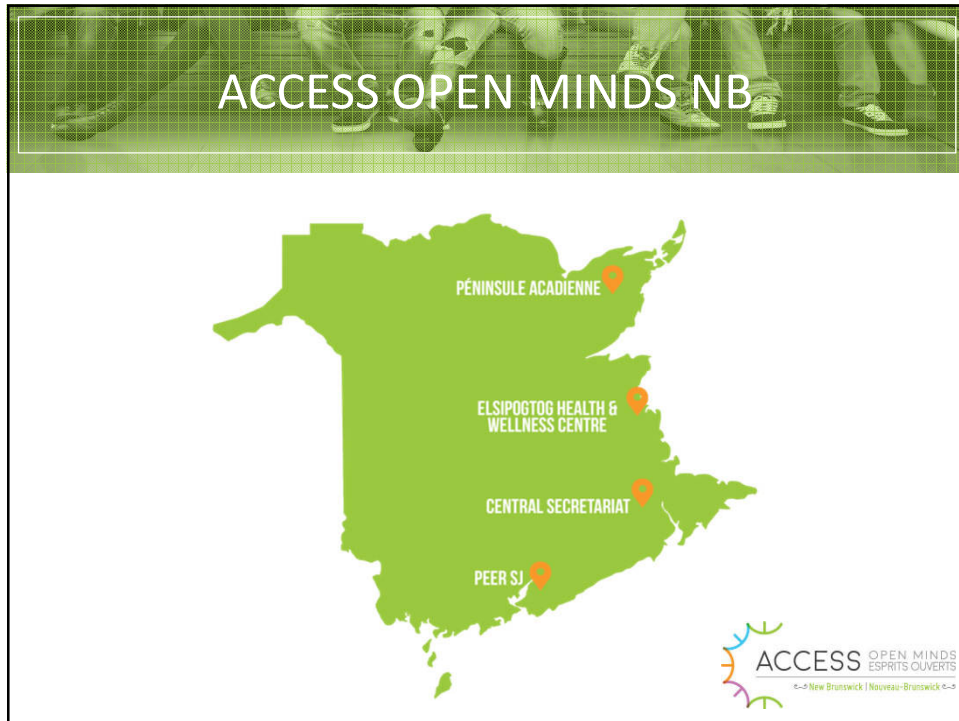 ACCESS OPEN MINDS NB
PÉNINSULE ACADIENNE
ELSIPOGTOG HEALTH &
WELLNESS CENTRE
CENTRAL SECRETARIAT
PEER SJ
ACCESS OPEN MINDS
ESPRITS OUVERTS
New Brunswick | Nouveau-Brunswick